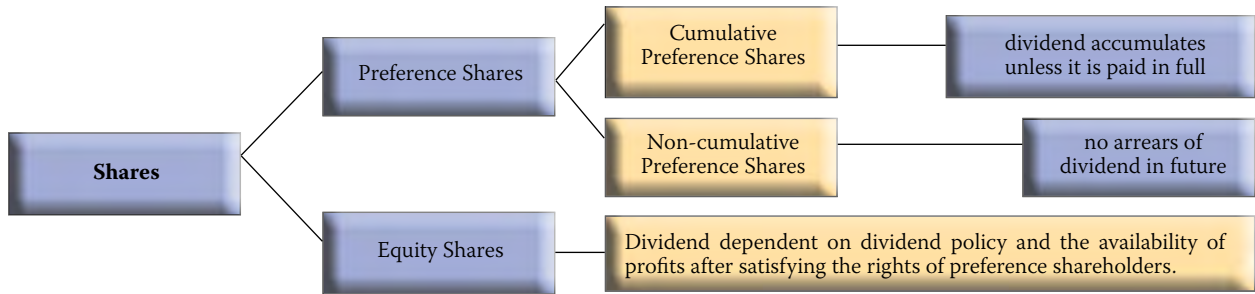 Shares
Preference Shares
Cumulative
Preference Shares
dividend accumulates
unless it is paid in full
Non-cumulative
Preference Shares
no arrears of
dividend in future
Equity Shares
Dividend dependent on dividend policy and the availability of
profits after satisfying the rights of preference shareholders.